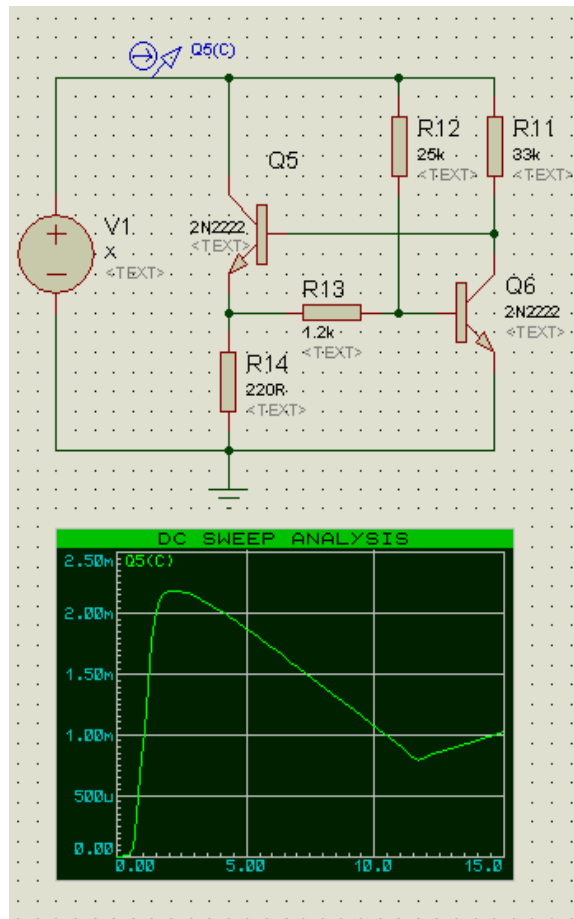 Q5(C)
R12
25k
<TEXT>
R11
33k
<TEXT>
Q5
2N2222
<TEXT>
V1
X
<TEXT>
R13
1.2k
<TEXT>
Q6
2N2222
<TEXT>
R14
220R
<TEXT>
DC SWEEP ANALYSIS
2.50m
Q5(C)
2.00m
1.50m
1.00m
500u
0.00
0.00 5.00 10.0 15.0